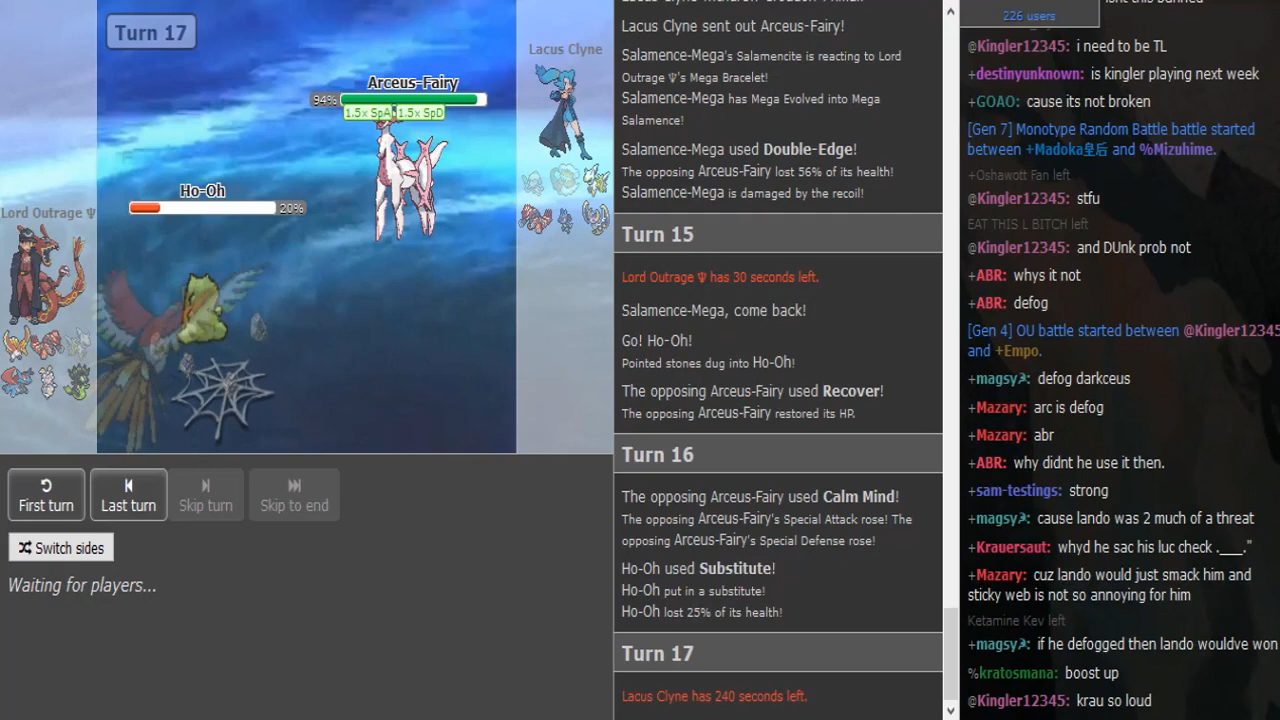 Turn 17
Lacus Clyne
Arceus-Fairy
94%
1.5x SpA 1.5x SpD
Ho-Oh
20%
Lord Outrage Ψ
First turn
Last turn
Skip turn
Skip to end
Switch sides
Waiting for players...
Lacus Clyne sent out Arceus-Fairy!
Salamence-Mega's Salamencite is reacting to Lord
Outrage Ψ's Mega Bracelet!
Salamence-Mega has Mega Evolved into Mega
Salamence!
Salamence-Mega used Double-Edge!
The opposing Arceus-Fairy lost 56% of its health!
Salamence-Mega is damaged by the recoil!
Turn 15
Lord Outrage Ψ has 30 seconds left.
Salamence-Mega, come back!
Go! Ho-Oh!
Pointed stones dug into Ho-Oh!
The opposing Arceus-Fairy used Recover!
The opposing Arceus-Fairy restored its HP.
Turn 16
The opposing Arceus-Fairy used Calm Mind!
The opposing Arceus-Fairy's Special Attack rose! The
opposing Arceus-Fairy's Special Defense rose!
Ho-Oh used Substitute!
Ho-Oh put in a substitute!
Ho-Oh lost 25% of its health!
Turn 17
Lacus Clyne has 240 seconds left.
226 users
@Kingler12345: i need to be TL
+destinyunknown: is kingler playing next week
+GOAO: cause its not broken
[Gen 7] Monotype Random Battle battle started
between +Madoka皇后 and %Mizuhime.
+Oshawott Fan left
@Kingler12345: stfu
EAT THIS L BITCH left
@Kingler12345: and DUnk prob not
+ABR: whys it not
+ABR: defog
[Gen 4] OU battle started between @Kingler12345
and +Empo.
+magsy☭: defog darkceus
+Mazary: arc is defog
+Mazary: abr
+ABR: why didnt he use it then.
+sam-testings: strong
+magsy☭: cause lando was 2 much of a threat
+Krauersaut: whyd he sac his luc check .___."
+Mazary: cuz lando would just smack him and
sticky web is not so annoying for him
Ketamine Kev left
+magsy☭: if he defogged then lando wouldve won
%kratosmana: boost up
@Kingler12345: krau so loud